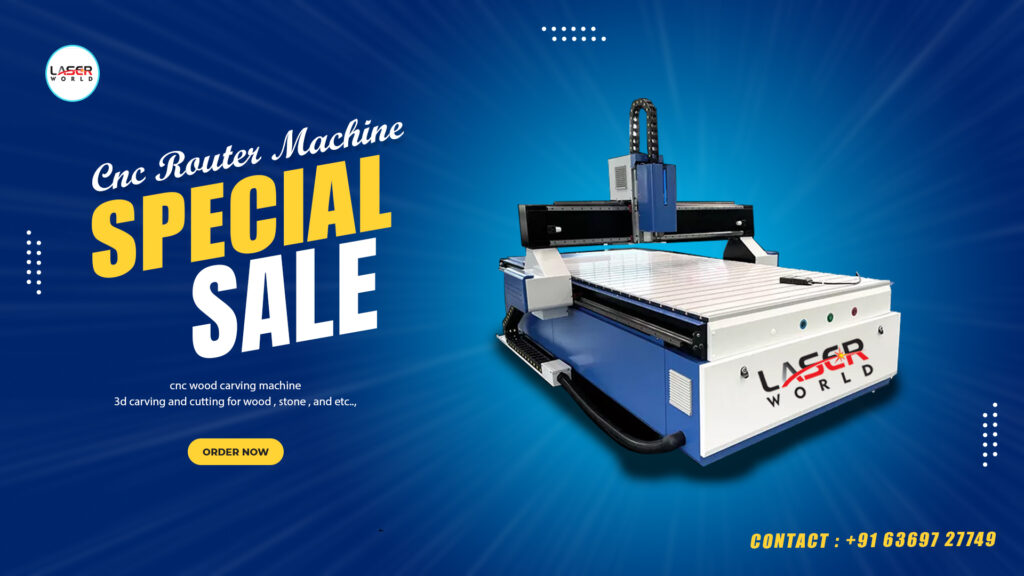 LASER
WORLD
Cnc Router Machine
SPECIAL
SALE
cnc wood carving machine
3d carving and cutting for wood , stone , and etc..,
ORDER NOW
LASER
WORLD
CONTACT : +91 63697 27749